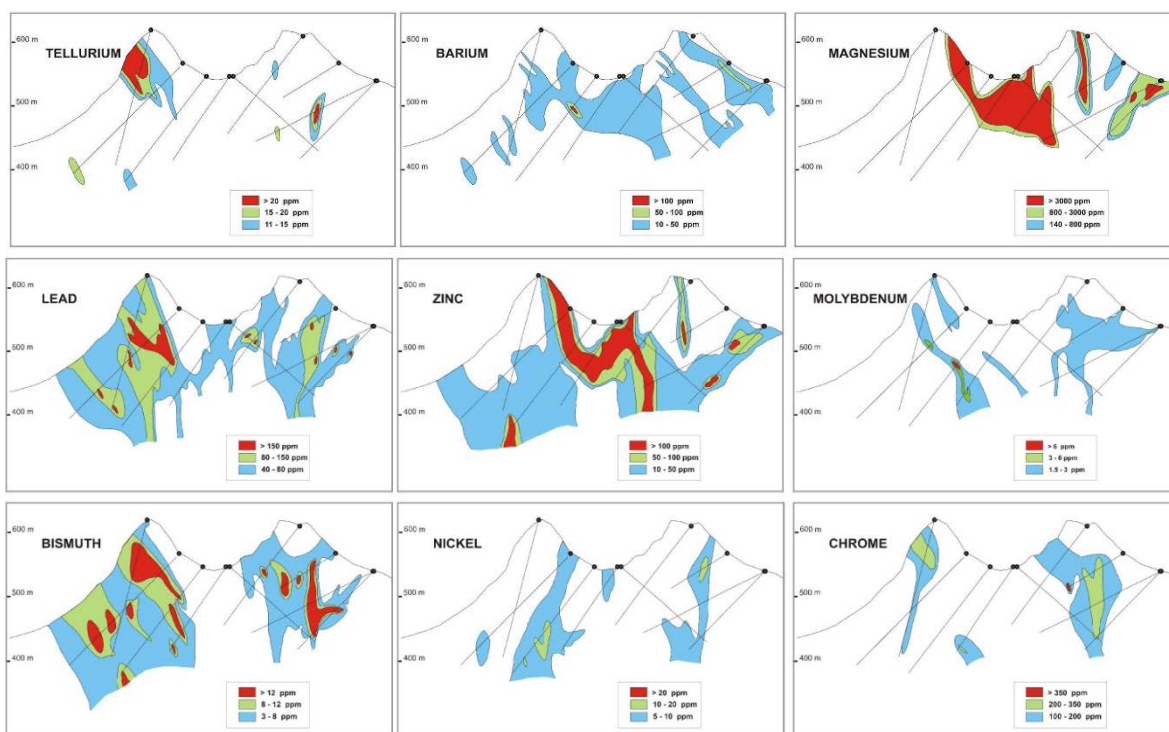 600 m
TELLURIUM
500 m
400 m
> 20 ppm
15 - 20 ppm
11 - 15 ppm
600 m
BARIUM
500 m
400 m
> 100 ppm
50 - 100 ppm
10 - 50 ppm
600 m
MAGNESIUM
500 m
400 m
> 3000 ppm
800 - 3000 ppm
140 - 800 ppm
600 m
LEAD
500 m
400 m
> 150 ppm
80 - 150 ppm
40 - 80 ppm
600 m
ZINC
500 m
400 m
> 100 ppm
50 - 100 ppm
10 - 50 ppm
600 m
MOLYBDENUM
500 m
400 m
> 6 ppm
3 - 6 ppm
1.5 - 3 ppm
600 m
BISMUTH
500 m
400 m
> 12 ppm
8 - 12 ppm
3 - 8 ppm
600 m
NICKEL
500 m
400 m
> 20 ppm
10 - 20 ppm
5 - 10 ppm
600 m
CHROME
500 m
400 m
> 350 ppm
200 - 350 ppm
100 - 200 ppm